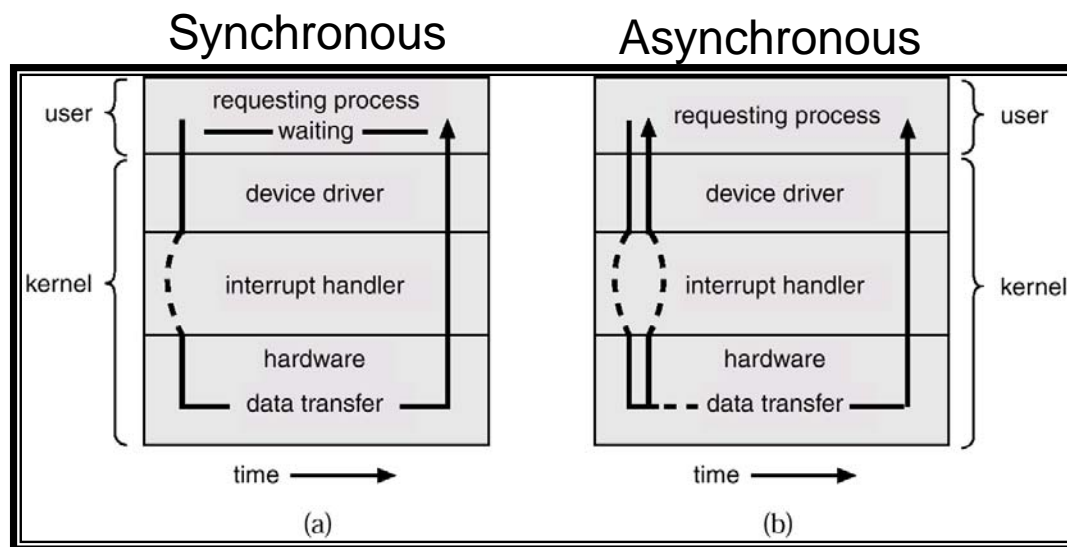 Synchronous
Asynchronous
user
requesting process
waiting
device driver
kernel
interrupt handler
hardware
data transfer
time
(a)
requesting process
user
device driver
interrupt handler
kernel
hardware
data transfer
time
(b)